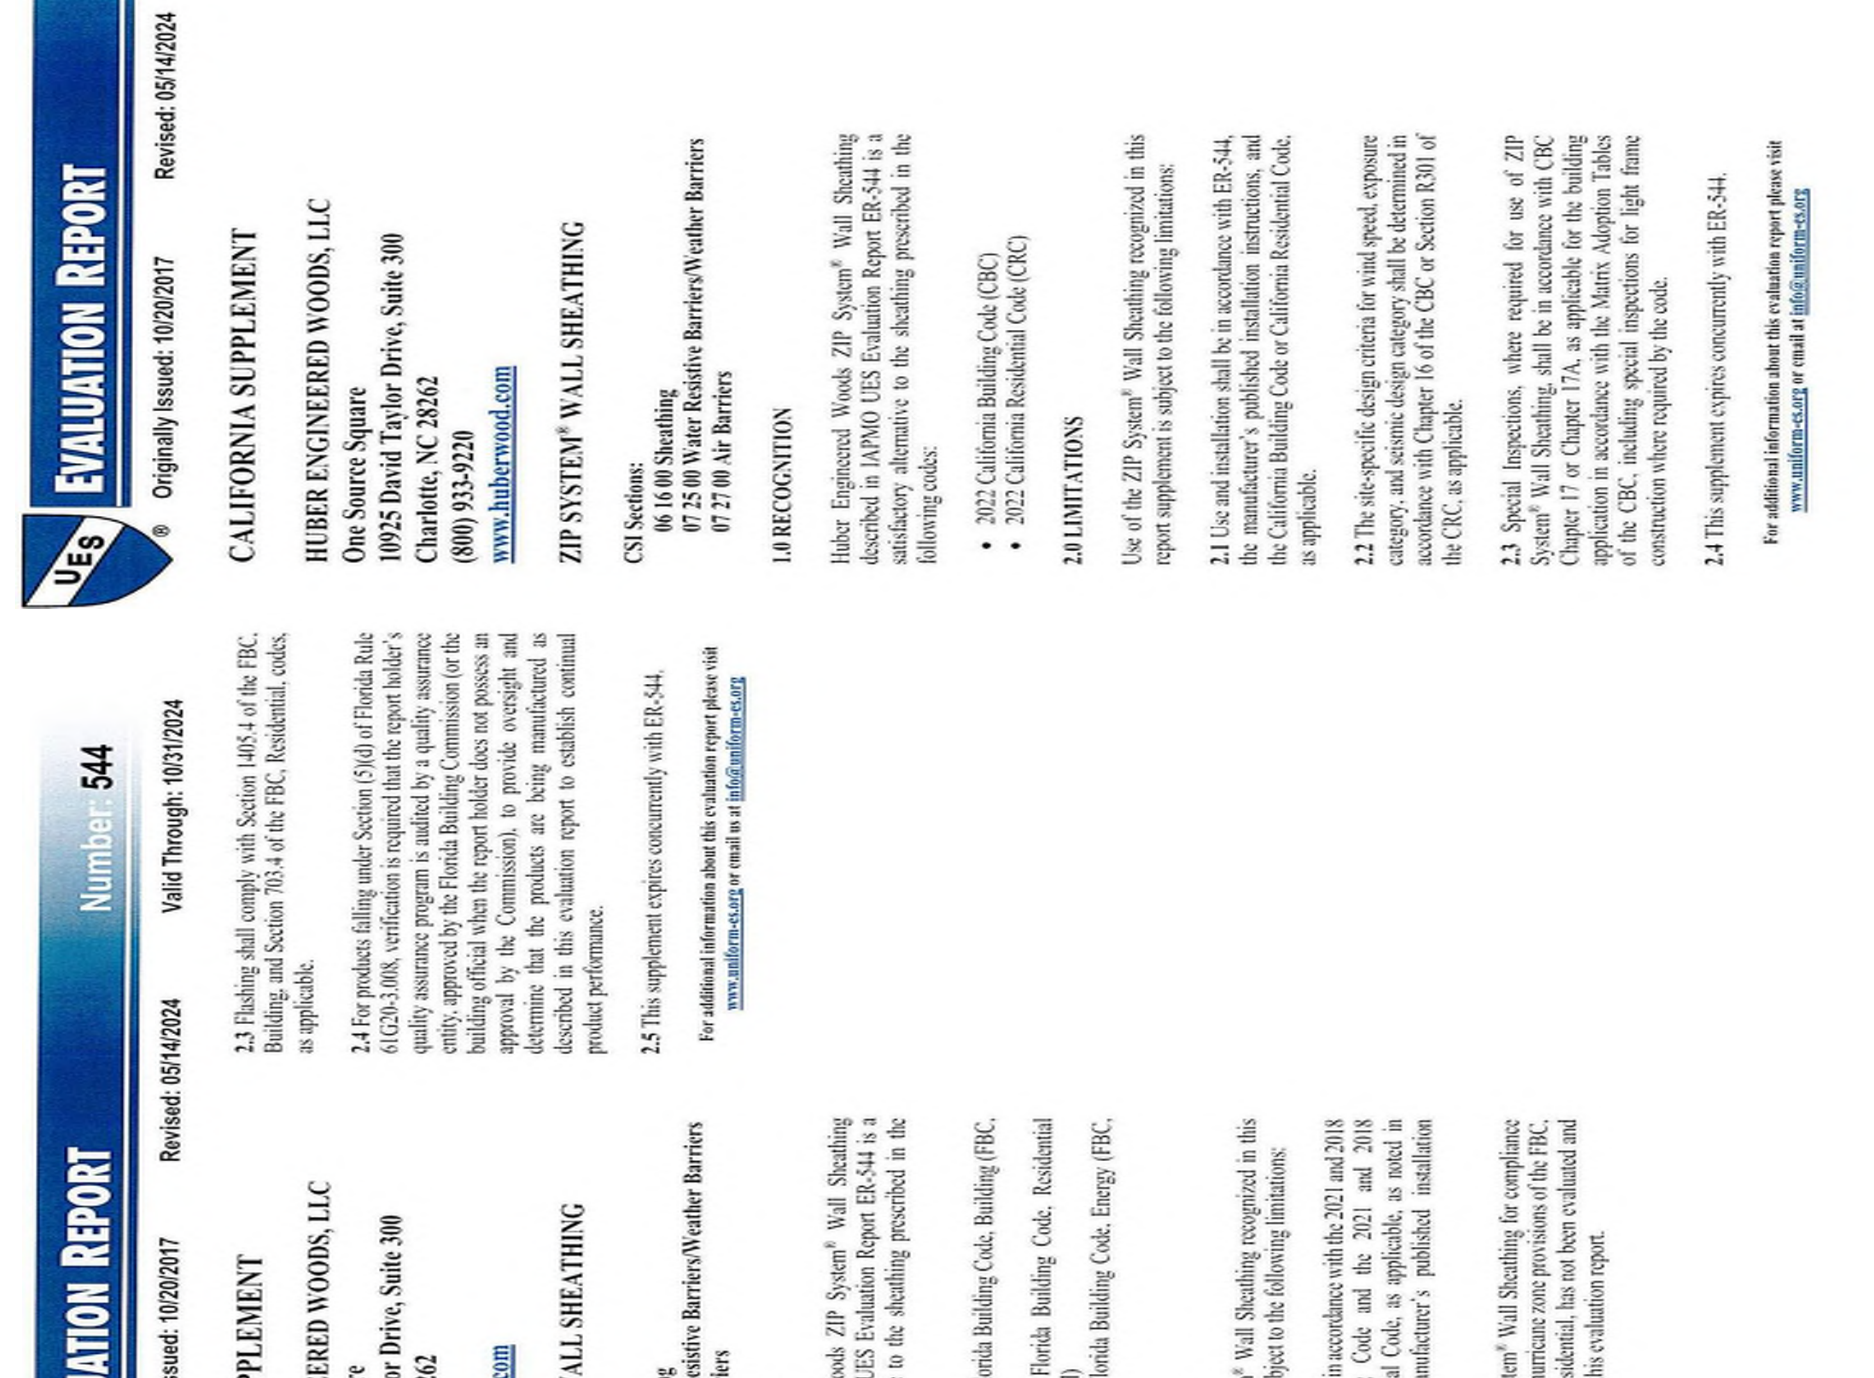 UATION REPORT
Number: 544
ssued: 10/20/2017 Revised: 05/14/2024 Valid Through: 10/31/2024
PPLEMENT
ERED WOODS, LLC
re
or Drive, Suite 300
262
com
ALL SHEATHING
g
esistive Barriers/Weather Barriers
iers
oods ZIP System® Wall Sheathing
UES Evaluation Report ER-544 is a
to the sheathing prescribed in the
orida Building Code, Building (FBC,
Florida Building Code, Residential
l)
lorida Building Code, Energy (FBC,
® Wall Sheathing recognized in this
bject to the following limitations:
in accordance with the 2021 and 2018
Code and the 2021 and 2018
al Code, as applicable, as noted in
anufacturer's published installation
tem® Wall Sheathing for compliance
urricane zone provisions of the FBC,
sidential, has not been evaluated and
his evaluation report.
2.3 Flashing shall comply with Section 1405.4 of the FBC,
Building, and Section 703.4 of the FBC, Residential, codes,
as applicable.
2.4 For products falling under Section (5)(d) of Florida Rule
61G20-3.008, verification is required that the report holder's
quality assurance program is audited by a quality assurance
entity, approved by the Florida Building Commission (or the
building official when the report holder does not possess an
approval by the Commission), to provide oversight and
determine that the products are being manufactured as
described in this evaluation report to establish continual
product performance.
2.5 This supplement expires concurrently with ER-544.
For additional information about this evaluation report please visit
www.uniform-es.org or email us at info@uniform-es.org
UES ®
EVALUATION REPORT
Originally Issued: 10/20/2017 Revised: 05/14/2024
CALIFORNIA SUPPLEMENT
HUBER ENGINEERED WOODS, LLC
One Source Square
10925 David Taylor Drive, Suite 300
Charlotte, NC 28262
(800) 933-9220
www.huberwood.com
ZIP SYSTEM® WALL SHEATHING
CSI Sections:
06 16 00 Sheathing
07 25 00 Water Resistive Barriers/Weather Barriers
07 27 00 Air Barriers
1.0 RECOGNITION
Huber Engineered Woods ZIP System® Wall Sheathing
described in IAPMO UES Evaluation Report ER-544 is a
satisfactory alternative to the sheathing prescribed in the
following codes:
• 2022 California Building Code (CBC)
• 2022 California Residential Code (CRC)
2.0 LIMITATIONS
Use of the ZIP System® Wall Sheathing recognized in this
report supplement is subject to the following limitations:
2.1 Use and installation shall be in accordance with ER-544,
the manufacturer's published installation instructions, and
the California Building Code or California Residential Code,
as applicable.
2.2 The site-specific design criteria for wind speed, exposure
category, and seismic design category shall be determined in
accordance with Chapter 16 of the CBC or Section R301 of
the CRC, as applicable.
2.3 Special Inspections, where required for use of ZIP
System® Wall Sheathing, shall be in accordance with CBC
Chapter 17 or Chapter 17A, as applicable for the building
application in accordance with the Matrix Adoption Tables
of the CBC, including special inspections for light frame
construction where required by the code.
2.4 This supplement expires concurrently with ER-544.
For additional information about this evaluation report please visit
www.uniform-es.org or email at info@uniform-es.org